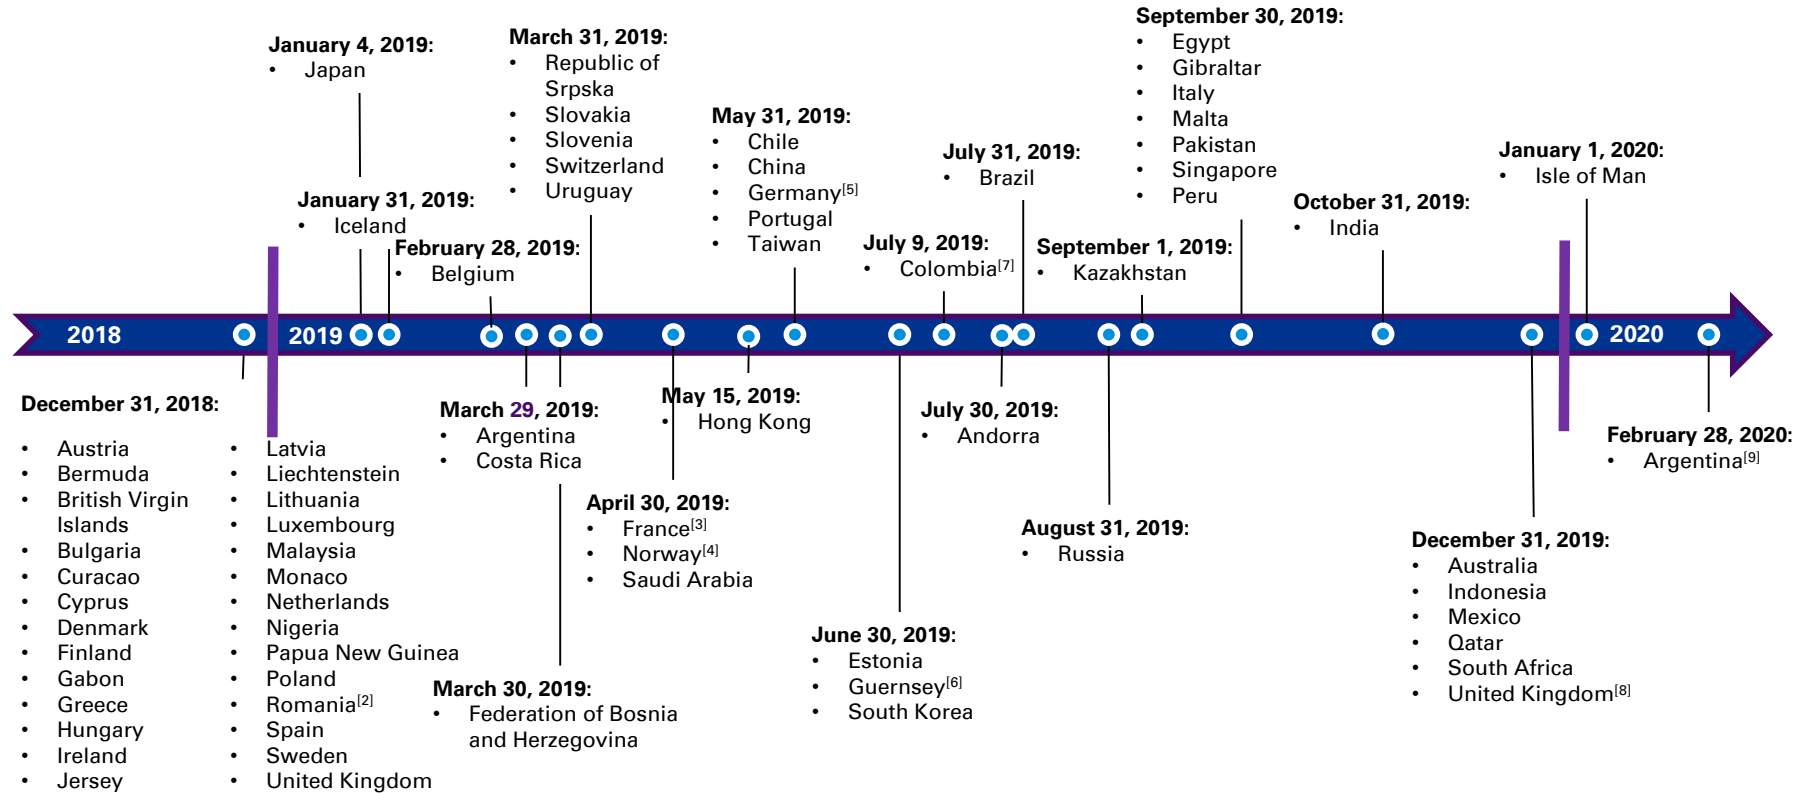 January 4, 2019:
• Japan
January 31, 2019:
• Iceland
February 28, 2019:
• Belgium
March 31, 2019:
• Republic of
Srpska
• Slovakia
• Slovenia
• Switzerland
• Uruguay
May 31, 2019:
• Chile
• China
• Germany[5]
• Portugal
• Taiwan
July 9, 2019:
• Colombia[7]
July 31, 2019:
• Brazil
September 1, 2019:
• Kazakhstan
September 30, 2019:
• Egypt
• Gibraltar
• Italy
• Malta
• Pakistan
• Singapore
• Peru
October 31, 2019:
• India
January 1, 2020:
• Isle of Man
2018
2019
2020
December 31, 2018:
• Austria
• Bermuda
• British Virgin
Islands
• Bulgaria
• Curacao
• Cyprus
• Denmark
• Finland
• Gabon
• Greece
• Hungary
• Ireland
• Jersey
• Latvia
• Liechtenstein
• Lithuania
• Luxembourg
• Malaysia
• Monaco
• Netherlands
• Nigeria
• Papua New Guinea
• Poland
• Romania[2]
• Spain
• Sweden
• United Kingdom
March 29, 2019:
• Argentina
• Costa Rica
March 30, 2019:
• Federation of Bosnia
and Herzegovina
April 30, 2019:
• France[3]
• Norway[4]
• Saudi Arabia
May 15, 2019:
• Hong Kong
June 30, 2019:
• Estonia
• Guernsey[6]
• South Korea
July 30, 2019:
• Andorra
August 31, 2019:
• Russia
December 31, 2019:
• Australia
• Indonesia
• Mexico
• Qatar
• South Africa
• United Kingdom[8]
February 28, 2020:
• Argentina[9]